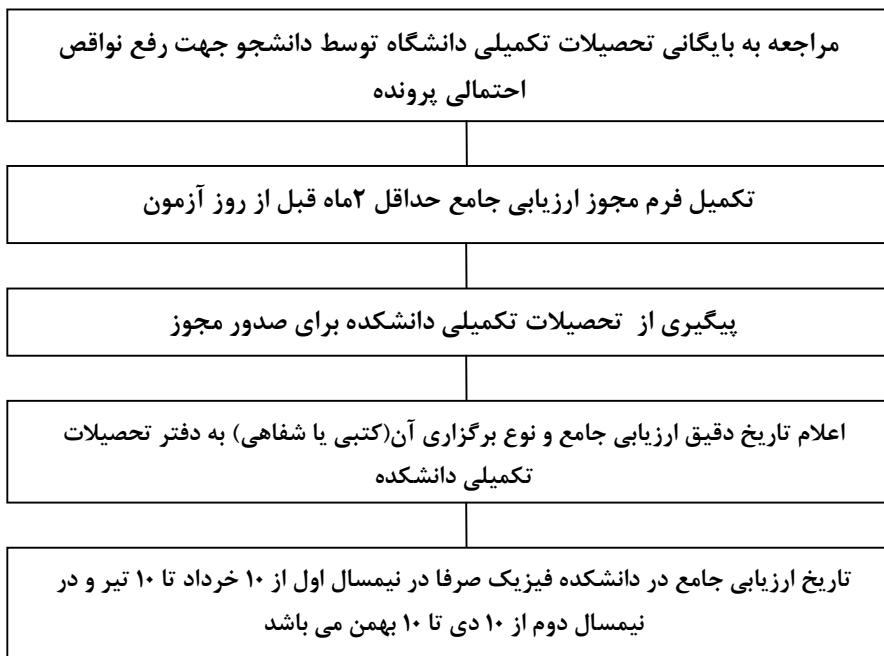 مراجعه به بایگانی تحصیلات تکمیلی دانشگاه توسط دانشجو جهت رفع نواقص
احتمالی پرونده
تکمیل فرم مجوز ارزیابی جامع حداقل ۲ماه قبل از روز آزمون
پیگیری از تحصیلات تکمیلی دانشکده برای صدور مجوز
اعلام تاریخ دقیق ارزیابی جامع و نوع برگزاری آن(کتبی یا شفاهی) به دفتر تحصیلات
تکمیلی دانشکده
تاریخ ارزیابی جامع در دانشکده فیزیک صرفا در نیمسال اول از ۱۰ خرداد تا ۱۰ تیر و در
نیمسال دوم از ۱۰ دی تا ۱۰ بهمن می باشد